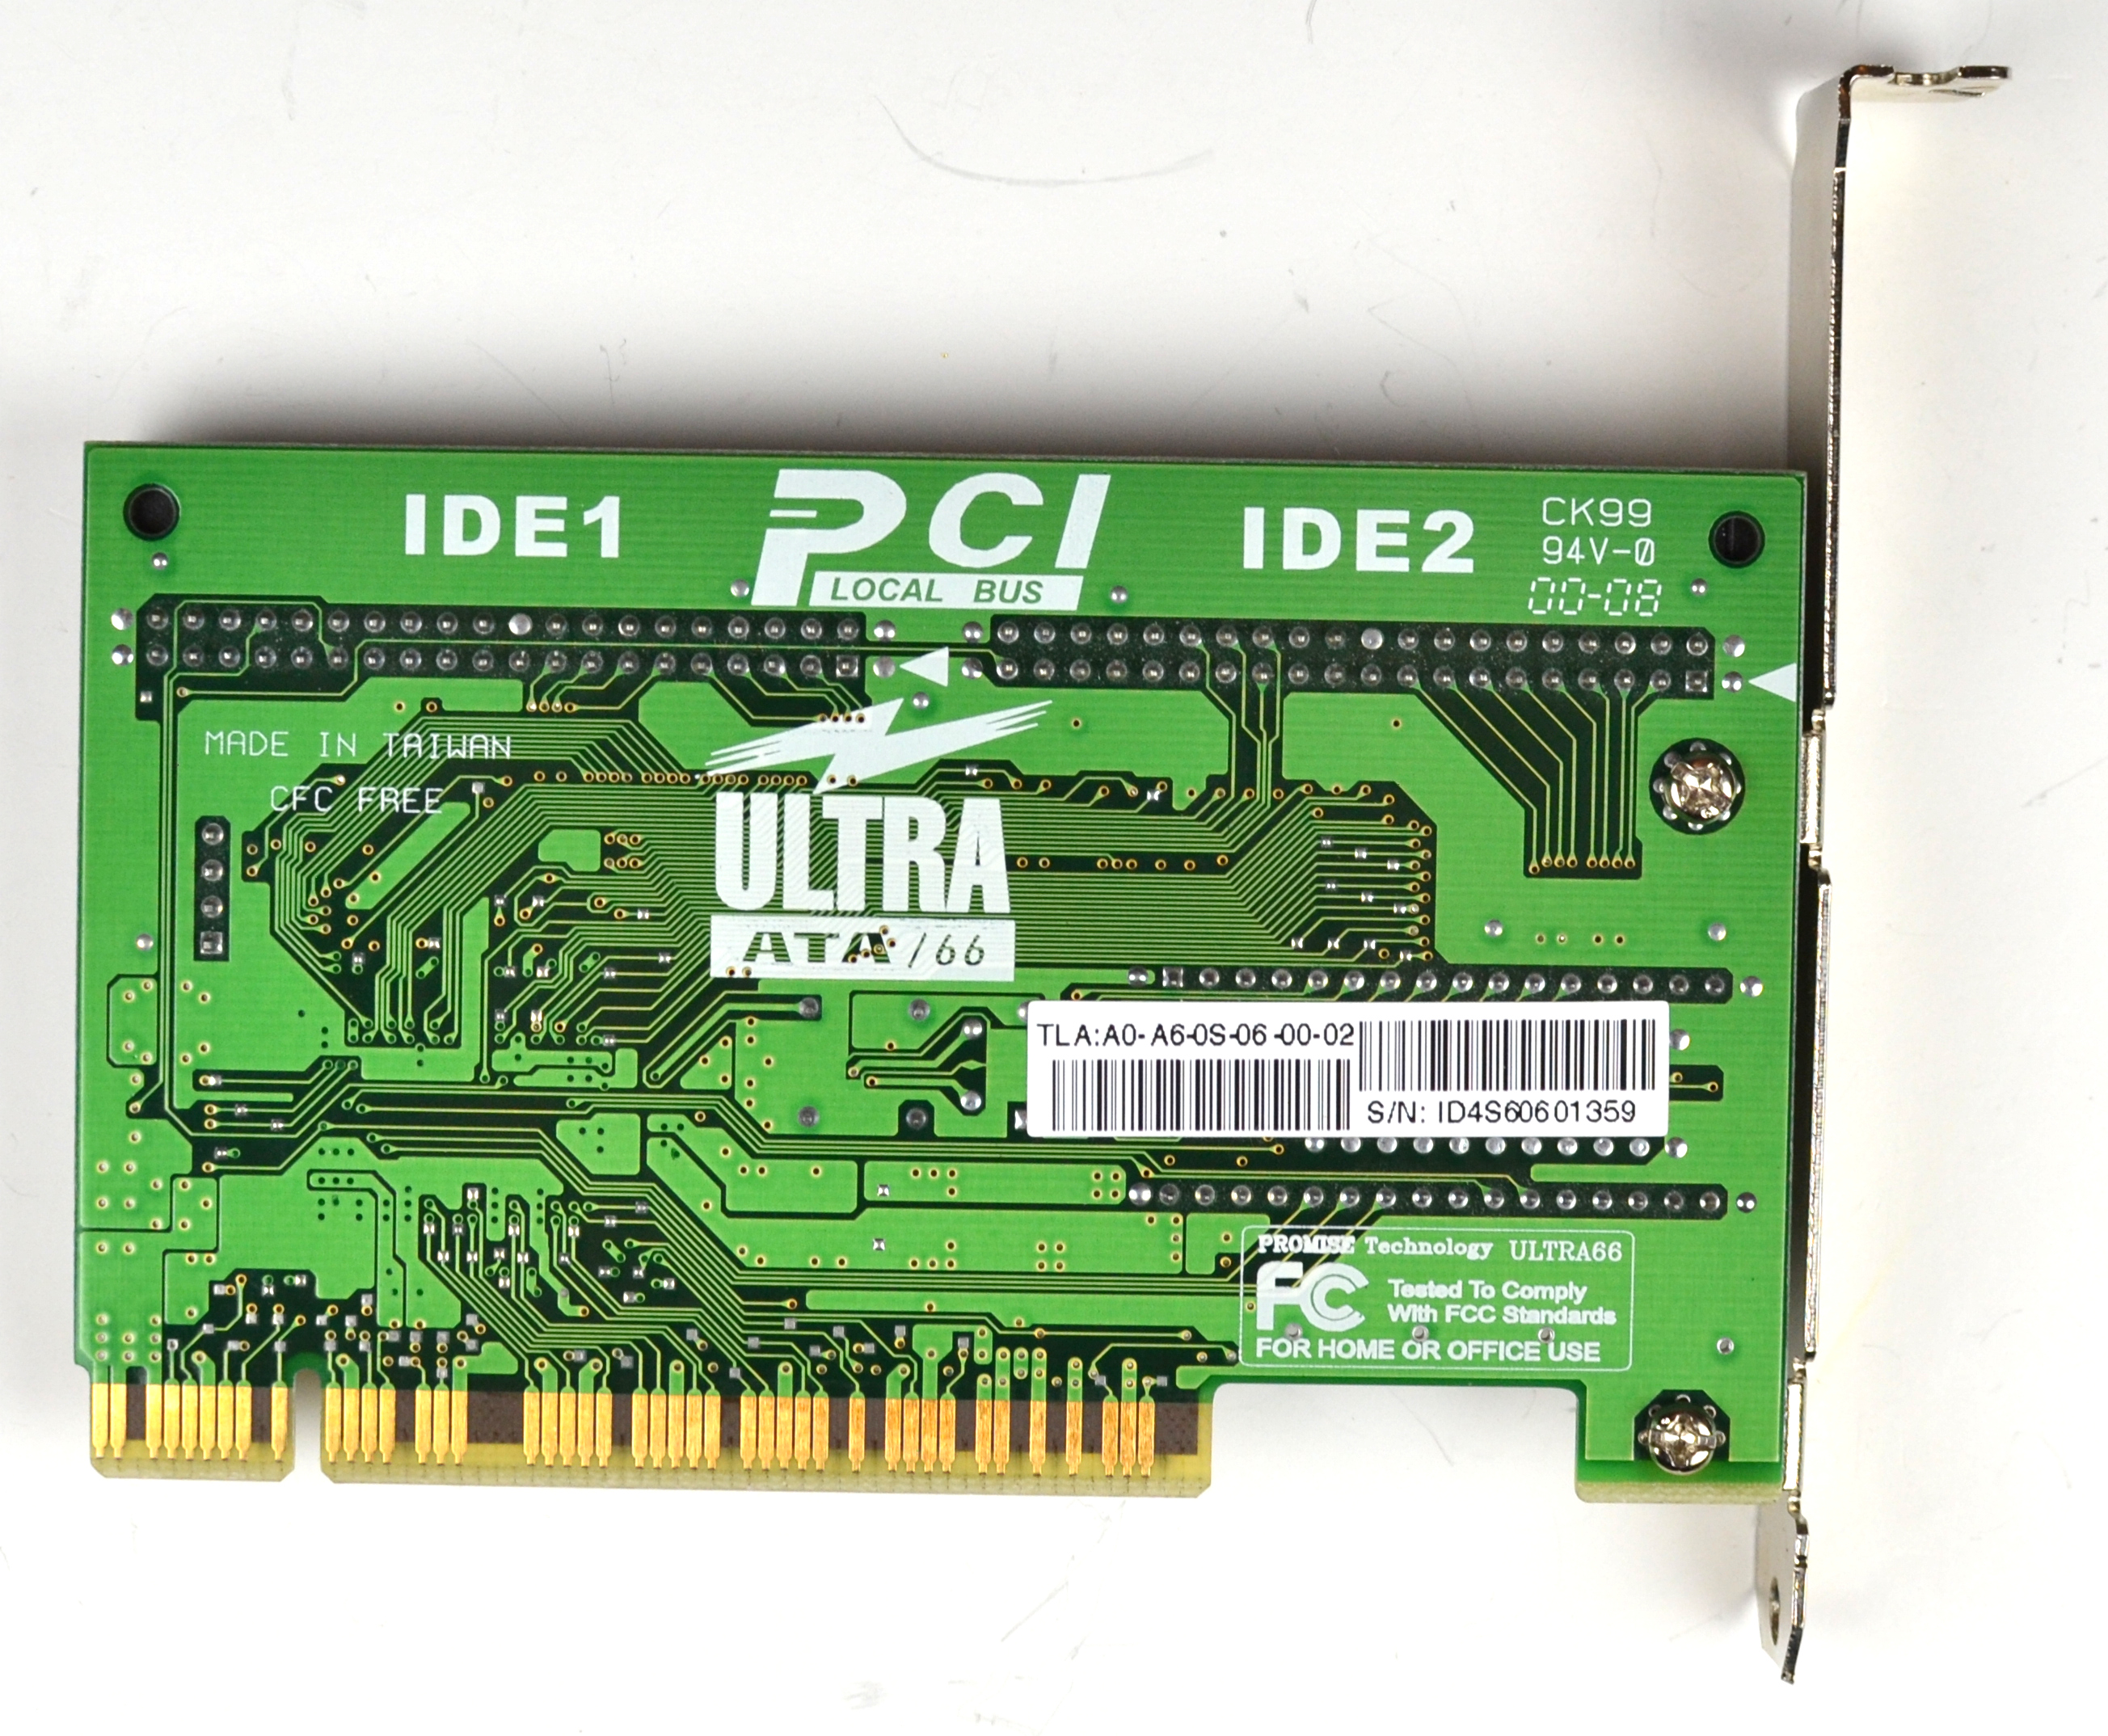 IDE1
PCI
LOCAL BUS
IDE2
CK99
94V-0
00-08
MADE IN TAIWAN
CFC FREE
ULTRA
ATA/66
TLA:A0-A6-0S-06-00-02
S/N: ID4S60601359
PROMISE Technology ULTRA66
FC Tested To Comply
With FCC Standards
FOR HOME OR OFFICE USE